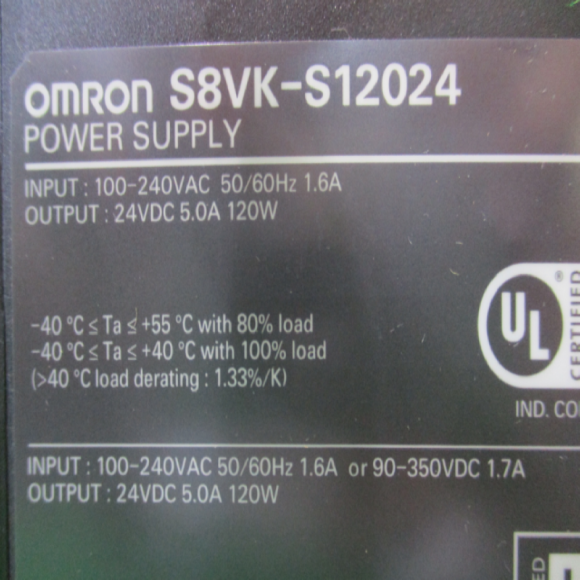 OMRON S8VK-S12024
POWER SUPPLY
INPUT : 100-240VAC 50/60Hz 1.6A
OUTPUT : 24VDC 5.0A 120W
-40 °C ≤ Ta ≤ +55 °C with 80% load
-40 °C ≤ Ta ≤ +40 °C with 100% load
(>40 °C load derating : 1.33%/K)
UL ®
CERTIFIED
IND. CO
INPUT : 100-240VAC 50/60Hz 1.6A or 90-350VDC 1.7A
OUTPUT : 24VDC 5.0A 120W